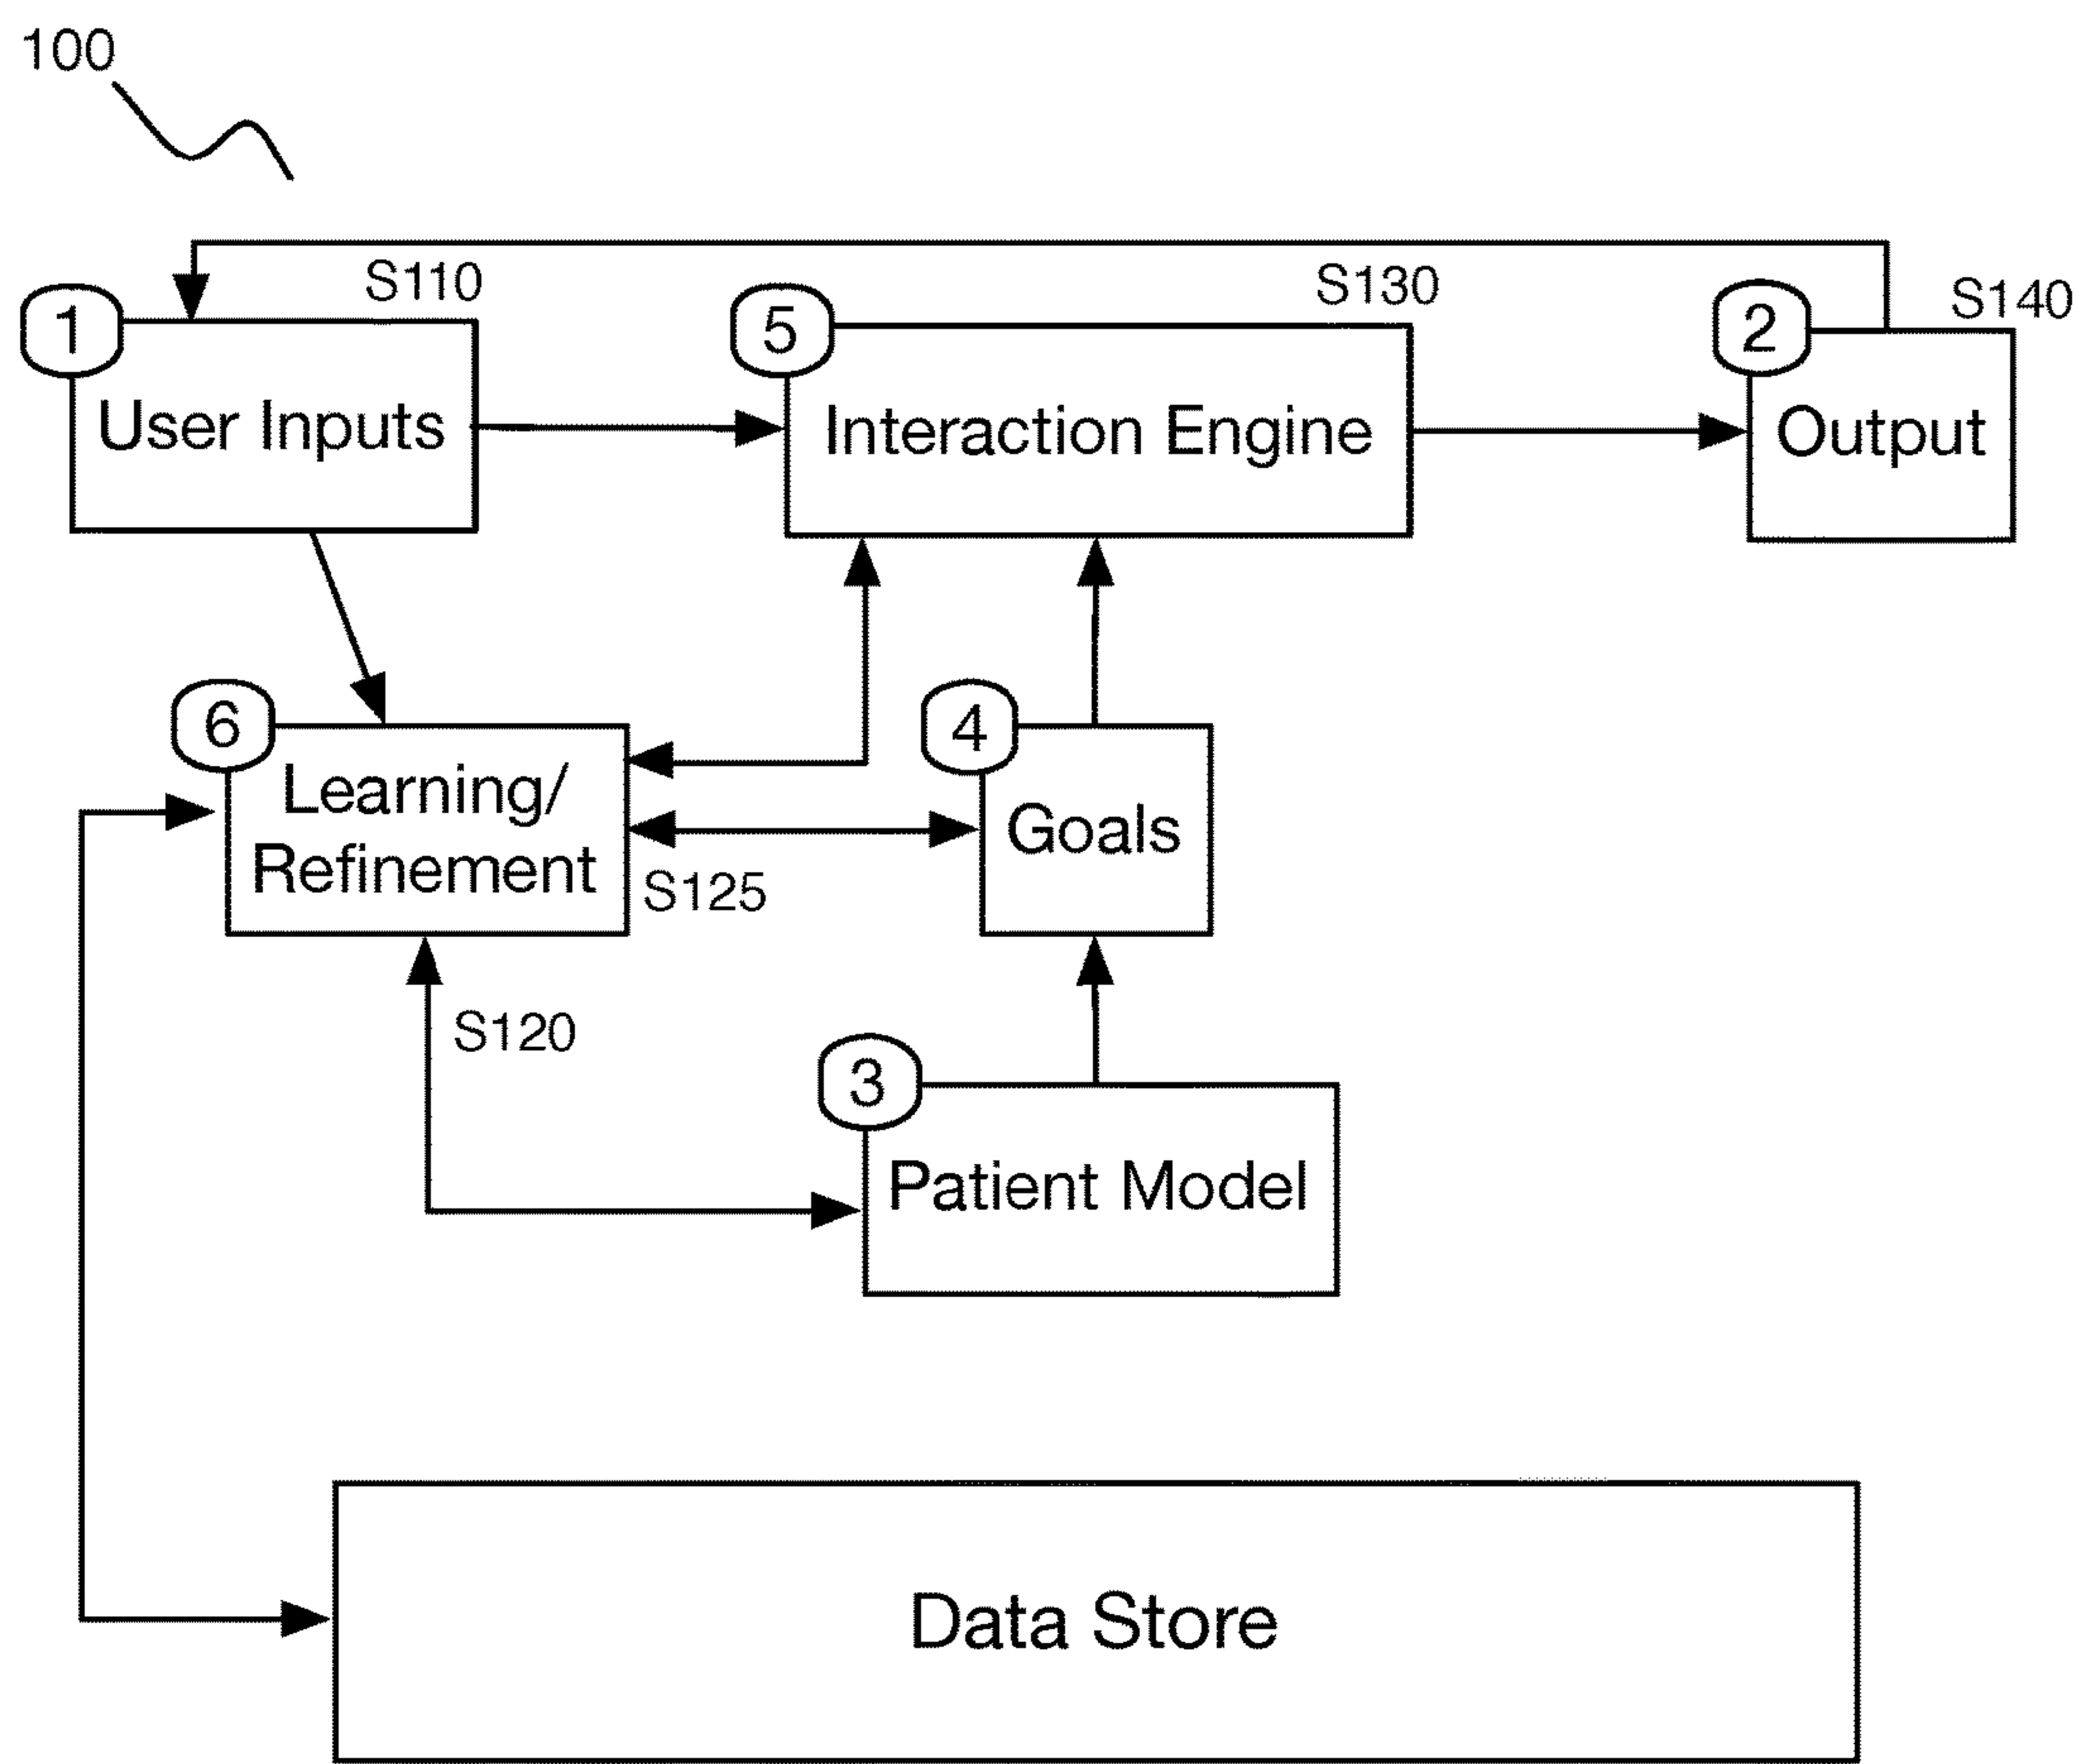 100
S110
S130
S140
1
5
2
User Inputs
Interaction Engine
Output
6
4
Learning/
Refinement
Goals
S125
S120
3
Patient Model
Data Store